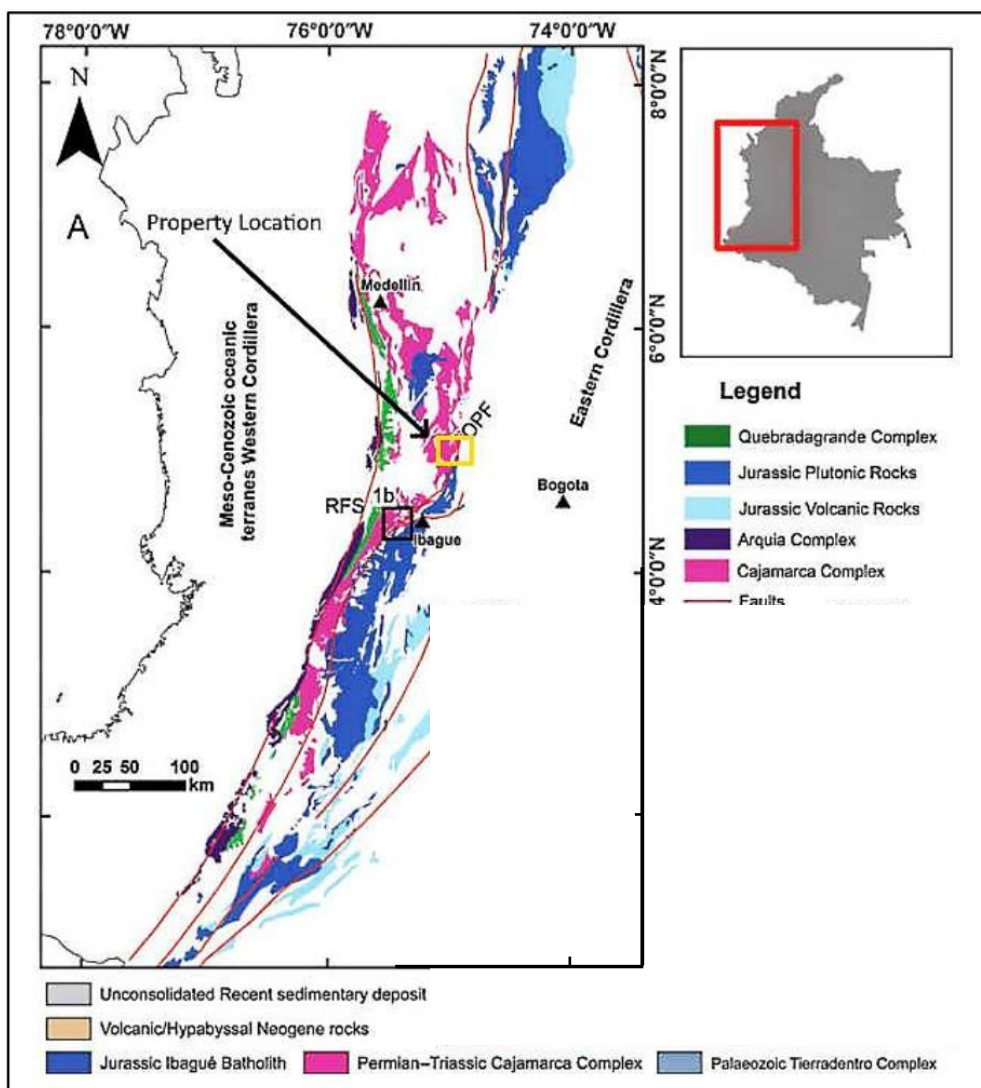 78°0'0"W 76°0'0"W 74°0'0"W
N
8°0'0"N
A
Property Location
Medellín
6°0'0"N
Meso-Cenozoic oceanic
terranes Western Cordillera
Eastern Cordillera
OPF
Bogota
RFS 1b
Ibague
4°0'0"N
0 25 50 100
km
Legend
Quebradagrande Complex
Jurassic Plutonic Rocks
Jurassic Volcanic Rocks
Arquia Complex
Cajamarca Complex
Faults
Unconsolidated Recent sedimentary deposit
Volcanic/Hypabyssal Neogene rocks
Jurassic Ibagué Batholith Permian–Triassic Cajamarca Complex Palaeozoic Tierradentro Complex